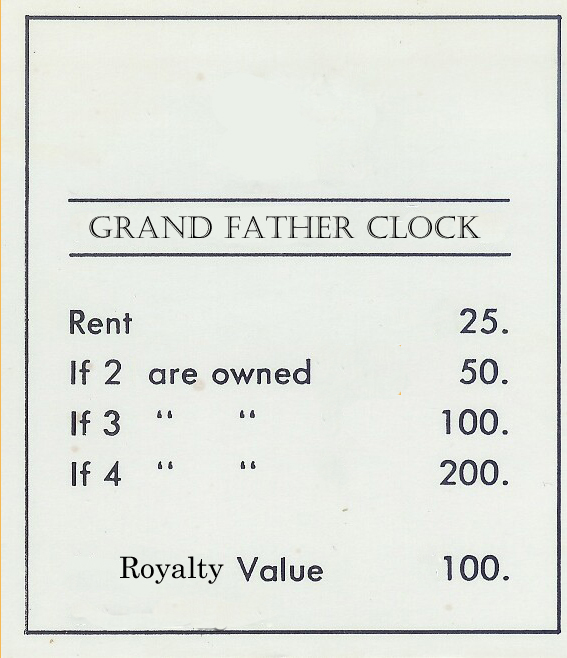 GRAND FATHER CLOCK
Rent 25.
If 2 are owned 50.
If 3 “ “ 100.
If 4 “ “ 200.
Royalty Value 100.